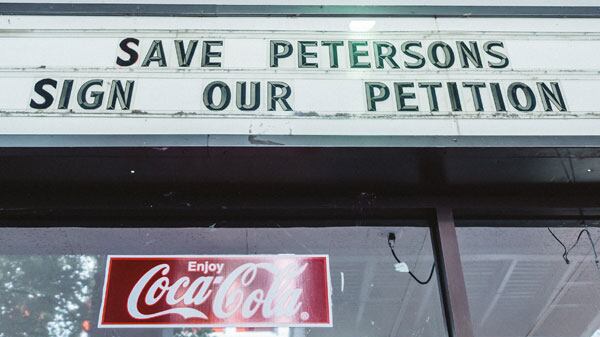 SAVE PETERSONS
SIGN OUR PETITION
Enjoy
Coca-Cola®